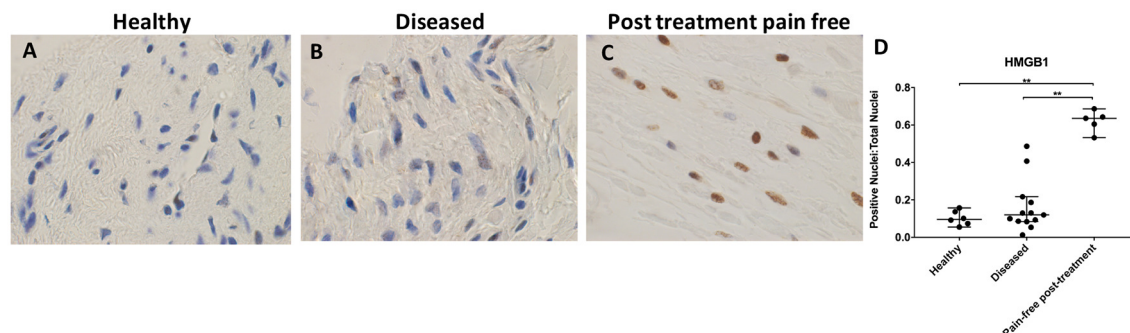 Healthy
Diseased
Post treatment pain free
A
B
C
D
HMGB1
**
**
Positive Nuclei:Total Nuclei
0.8
0.6
0.4
0.2
0.0
Healthy
Diseased
Pain-free post-treatment